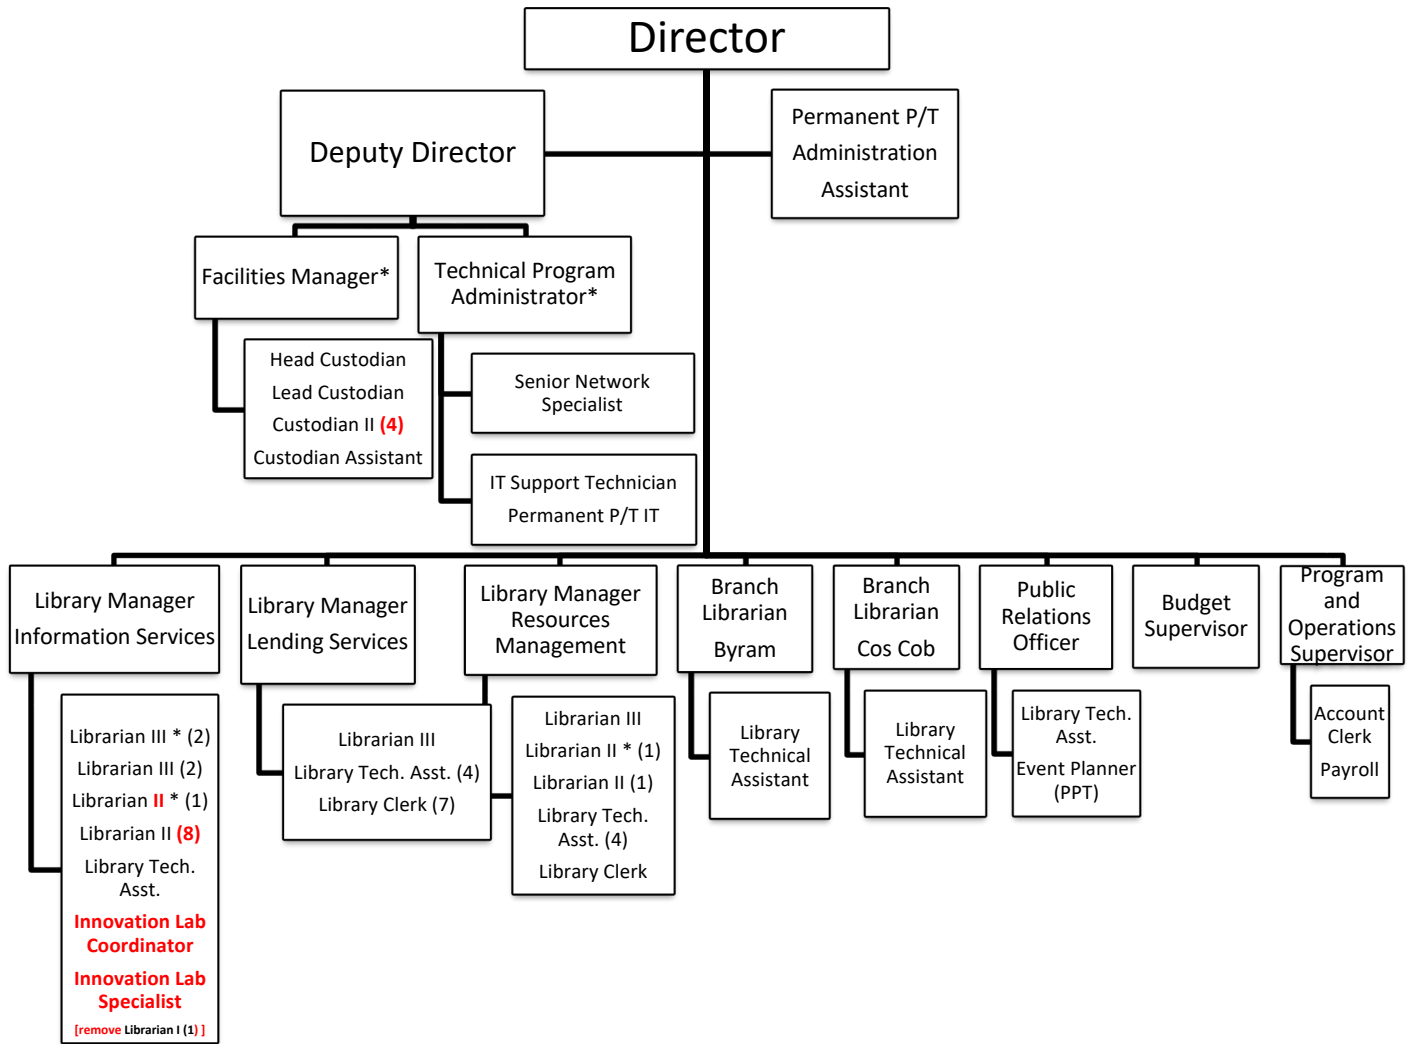 Director
Deputy Director
Permanent P/T
Administration
Assistant
Facilities Manager*
Technical Program
Administrator*
Head Custodian
Lead Custodian
Custodian II (4)
Custodian Assistant
Senior Network
Specialist
IT Support Technician
Permanent P/T IT
Library Manager
Information Services
Library Manager
Lending Services
Library Manager
Resources
Management
Branch
Librarian
Byram
Branch
Librarian
Cos Cob
Public
Relations
Officer
Budget
Supervisor
Program
and
Operations
Supervisor
Librarian III * (2)
Librarian III (2)
Librarian II * (1)
Librarian II (8)
Library Tech.
Asst.
Innovation Lab
Coordinator
Innovation Lab
Specialist
[remove Librarian I (1) ]
Librarian III
Library Tech. Asst. (4)
Library Clerk (7)
Librarian III
Librarian II * (1)
Librarian II (1)
Library Tech.
Asst. (4)
Library Clerk
Library
Technical
Assistant
Library
Technical
Assistant
Library Tech.
Asst.
Event Planner
(PPT)
Account
Clerk
Payroll